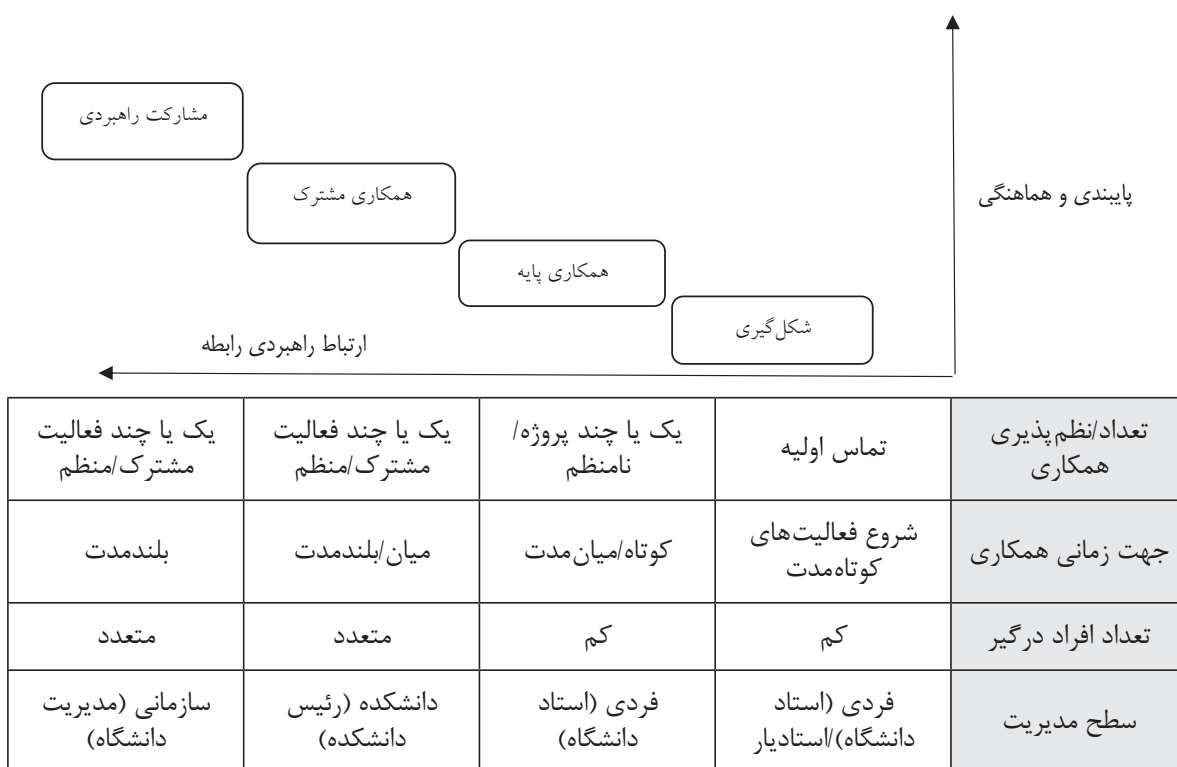 مشارکت راهبردی
همکاری مشترک
پایبندی و هماهنگی
همکاری پایه
شکل‌گیری
ارتباط راهبردی رابطه
تعداد/نظم‌پذیری
همکاری
تماس اولیه
یک یا چند پروژه/
نامنظم
یک یا چند فعالیت
مشترک/منظم
یک یا چند فعالیت
مشترک/منظم
جهت زمانی همکاری
شروع فعالیت‌های
کوتاه‌مدت
کوتاه/میان‌مدت
میان/بلندمدت
بلندمدت
تعداد افراد درگیر
کم
کم
متعدد
متعدد
سطح مدیریت
فردی (استاد
دانشگاه)/استادیار
فردی (استاد
دانشگاه)
دانشکده (رئیس
دانشکده)
سازمانی (مدیریت
دانشگاه)